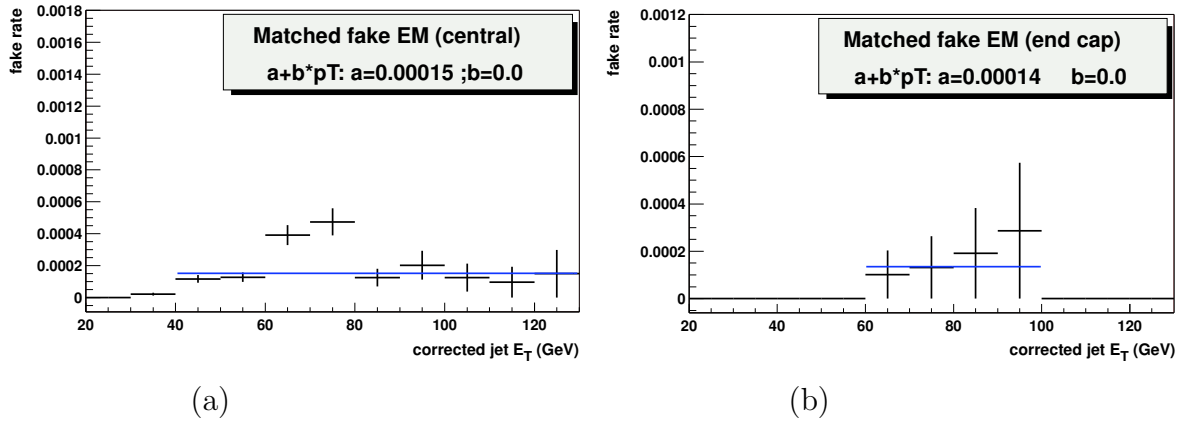 fake rate
0.0018
0.0016
0.0014
0.0012
0.001
0.0008
0.0006
0.0004
0.0002
0
20 40 60 80 100 120
corrected jet E_T (GeV)
Matched fake EM (central)
a+b*pT: a=0.00015 ;b=0.0
(a)
fake rate
0.0012
0.001
0.0008
0.0006
0.0004
0.0002
0
20 40 60 80 100 120
corrected jet E_T (GeV)
Matched fake EM (end cap)
a+b*pT: a=0.00014 b=0.0
(b)